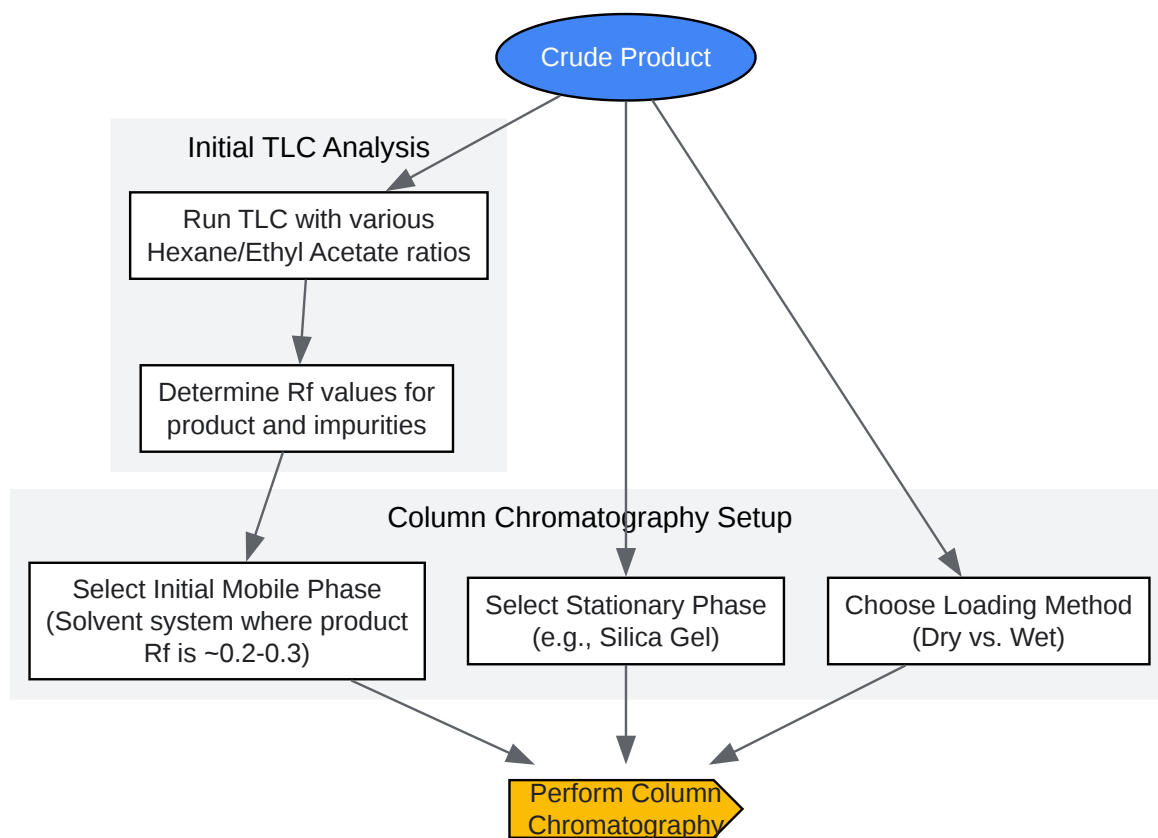 Crude Product
Initial TLC Analysis
Run TLC with various
Hexane/Ethyl Acetate ratios
Determine Rf values for
product and impurities
Column Chromatography Setup
Select Initial Mobile Phase
(Solvent system where product
Rf is ~0.2-0.3)
Select Stationary Phase
(e.g., Silica Gel)
Choose Loading Method
(Dry vs. Wet)
Perform Column
Chromatography